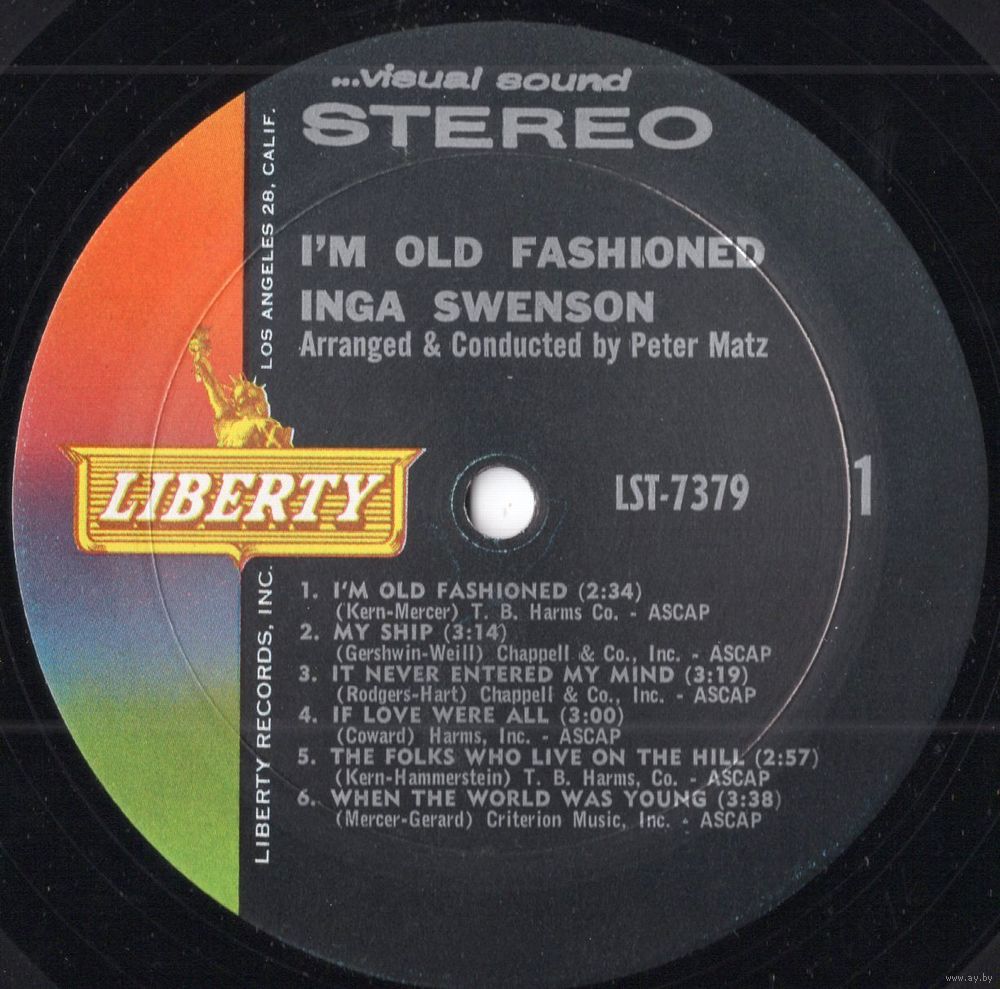 ...visual sound
STEREO
I'M OLD FASHIONED
INGA SWENSON
Arranged & Conducted by Peter Matz
LIBERTY
LST-7379
1
1. I'M OLD FASHIONED (2:34)
(Kern-Mercer) T. B. Harms Co. - ASCAP
2. MY SHIP (3:14)
(Gershwin-Weill) Chappell & Co., Inc. - ASCAP
3. IT NEVER ENTERED MY MIND (3:19)
(Rodgers-Hart) Chappell & Co., Inc. - ASCAP
4. IF LOVE WERE ALL (3:00)
(Coward) Harms, Inc. - ASCAP
5. THE FOLKS WHO LIVE ON THE HILL (2:57)
(Kern-Hammerstein) T. B. Harms, Co. - ASCAP
6. WHEN THE WORLD WAS YOUNG (3:38)
(Mercer-Gerard) Criterion Music, Inc. - ASCAP
LIBERTY RECORDS, INC. LOS ANGELES 28, CALIF.
www.ay.by